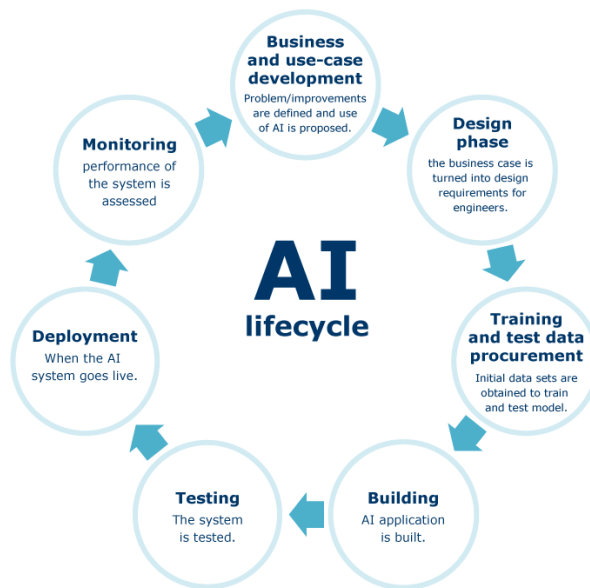 Business
and use-case
development
Problem/improvements
are defined and use
of AI is proposed.
Design
phase
the business case is
turned into design
requirements for
engineers.
Training
and test data
procurement
Initial data sets are
obtained to train
and test model.
Building
AI application
is built.
Testing
The system
is tested.
Deployment
When the AI
system goes live.
Monitoring
performance of
the system is
assessed
AI
lifecycle